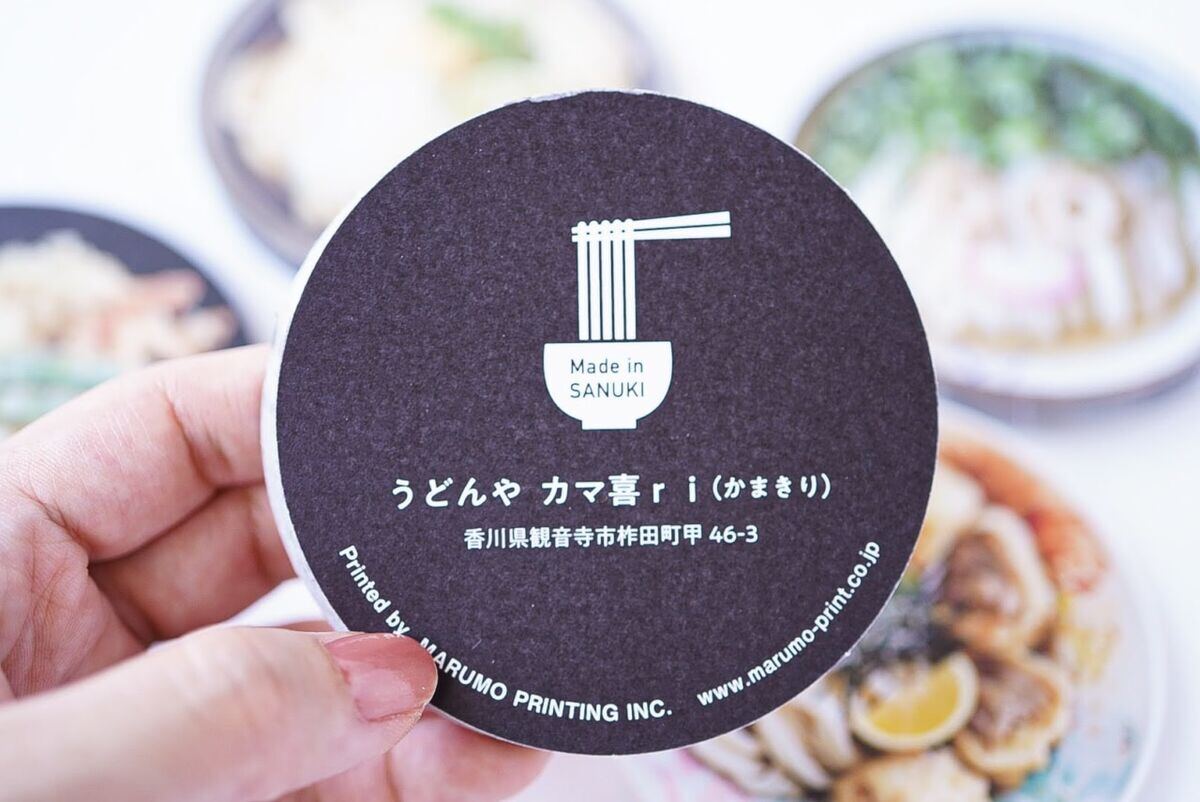 Made in
SANUKI
うどんや カマ喜ｒｉ（かまきり）
香川県観音寺市柞田町甲 46-3
Printed by MARUMO PRINTING INC.
www.marumo-print.co.jp